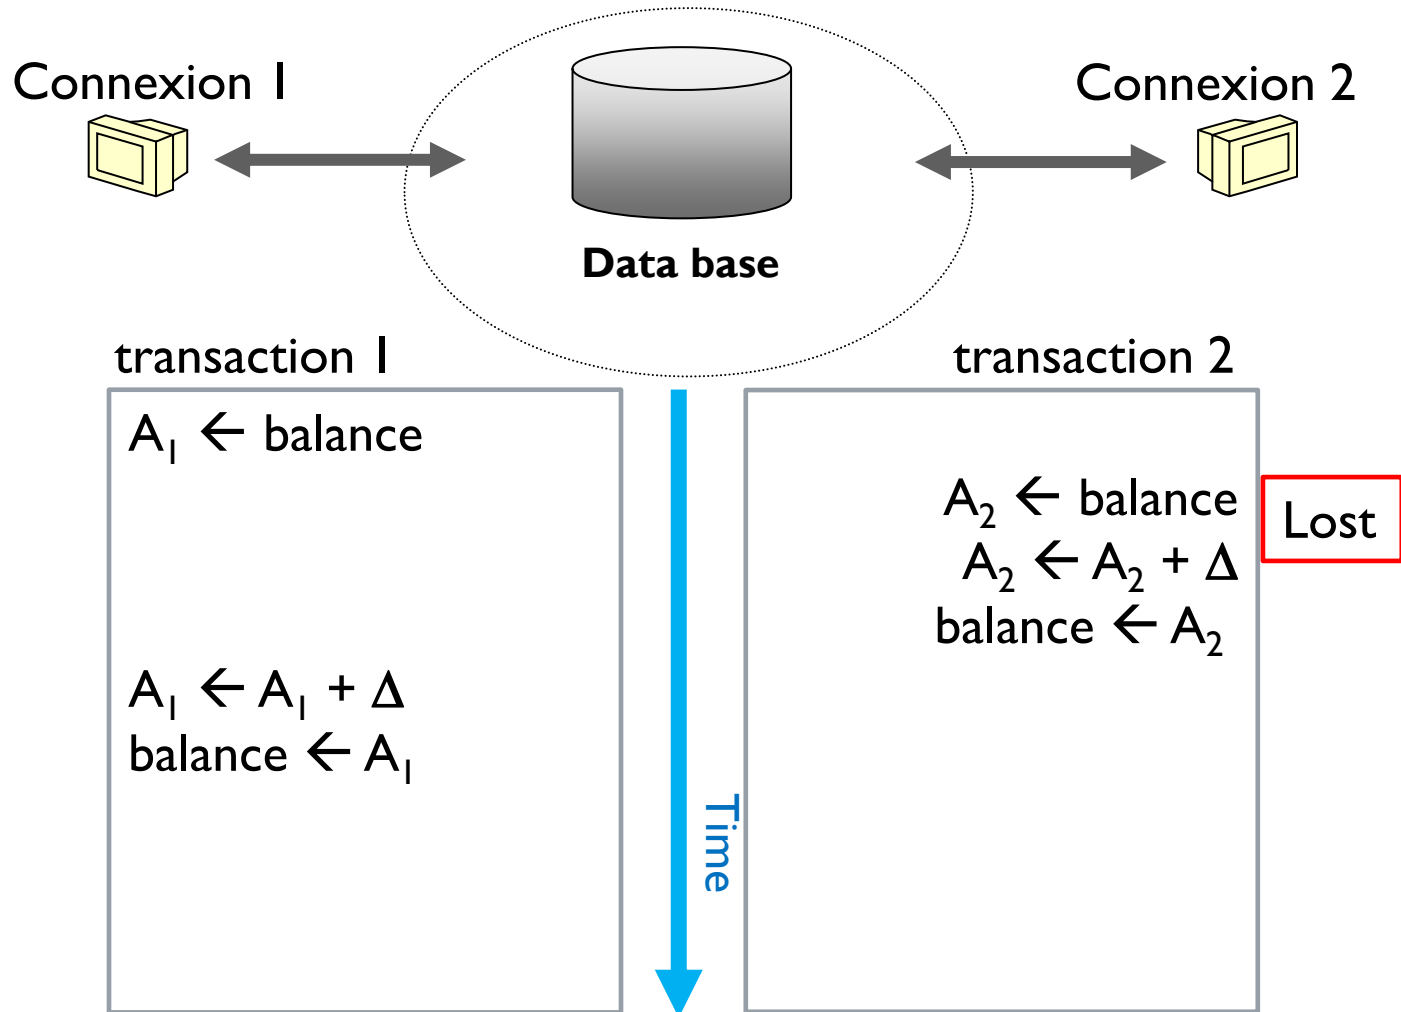 Connexion 1
Connexion 2
Data base
transaction 1
transaction 2
A₁ ← balance
A₂ ← balance
Lost
A₂ ← A₂ + Δ
balance ← A₂
A₁ ← A₁ + Δ
balance ← A₁
Time